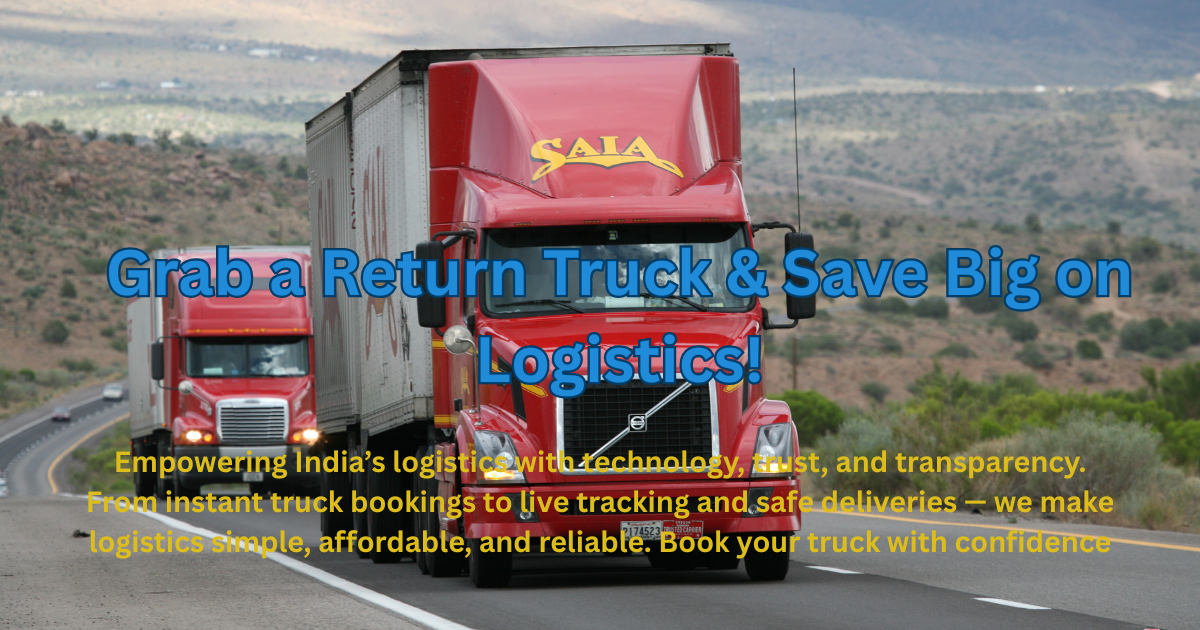 SAIA
Grab a Return Truck & Save Big on
Logistics!
Empowering India’s logistics with technology, trust, and transparency.
From instant truck bookings to live tracking and safe deliveries — we make
logistics simple, affordable, and reliable. Book your truck with confidence